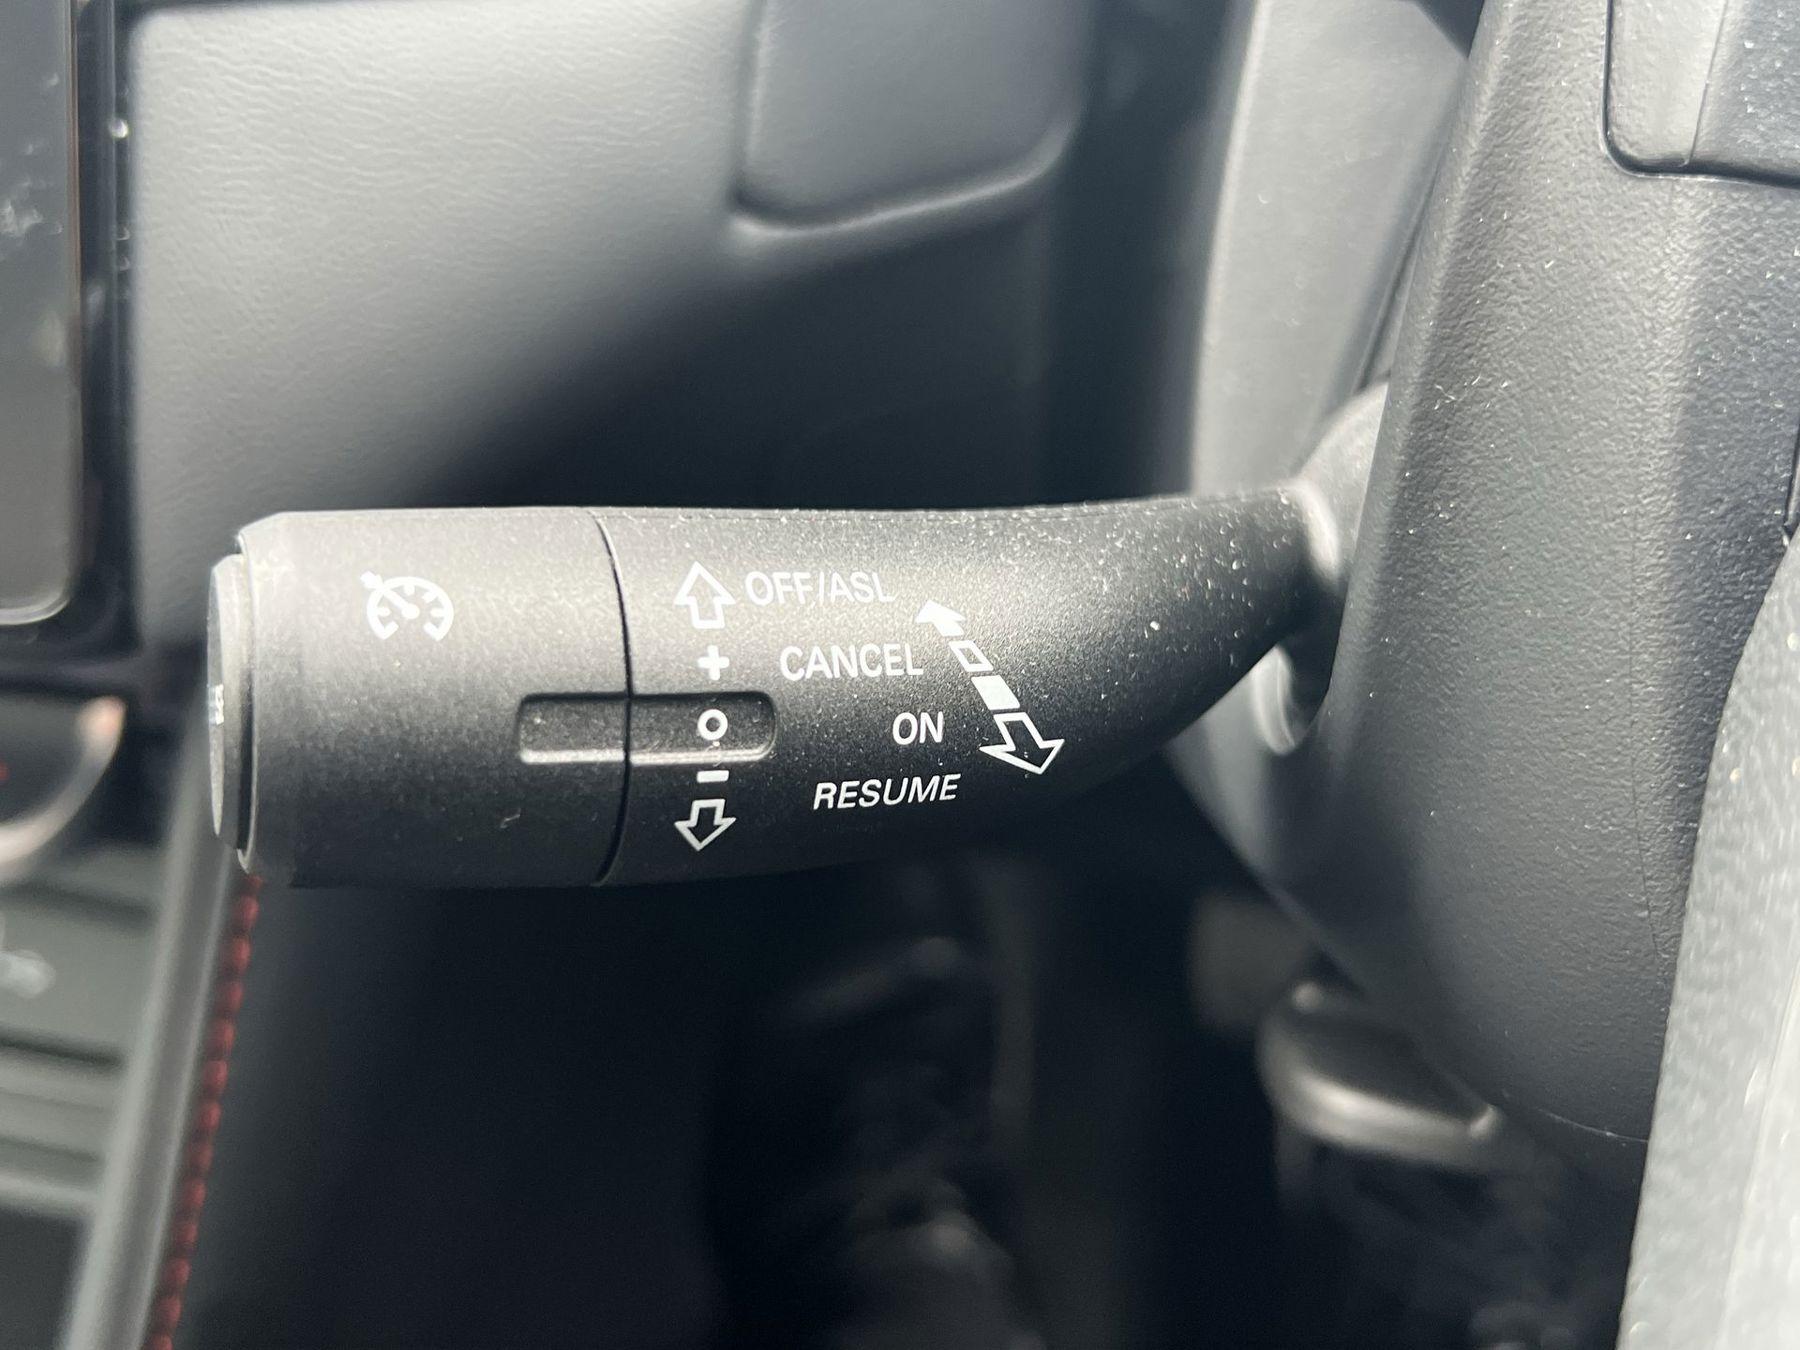 OFF/ASL
+ CANCEL
O ON
- RESUME